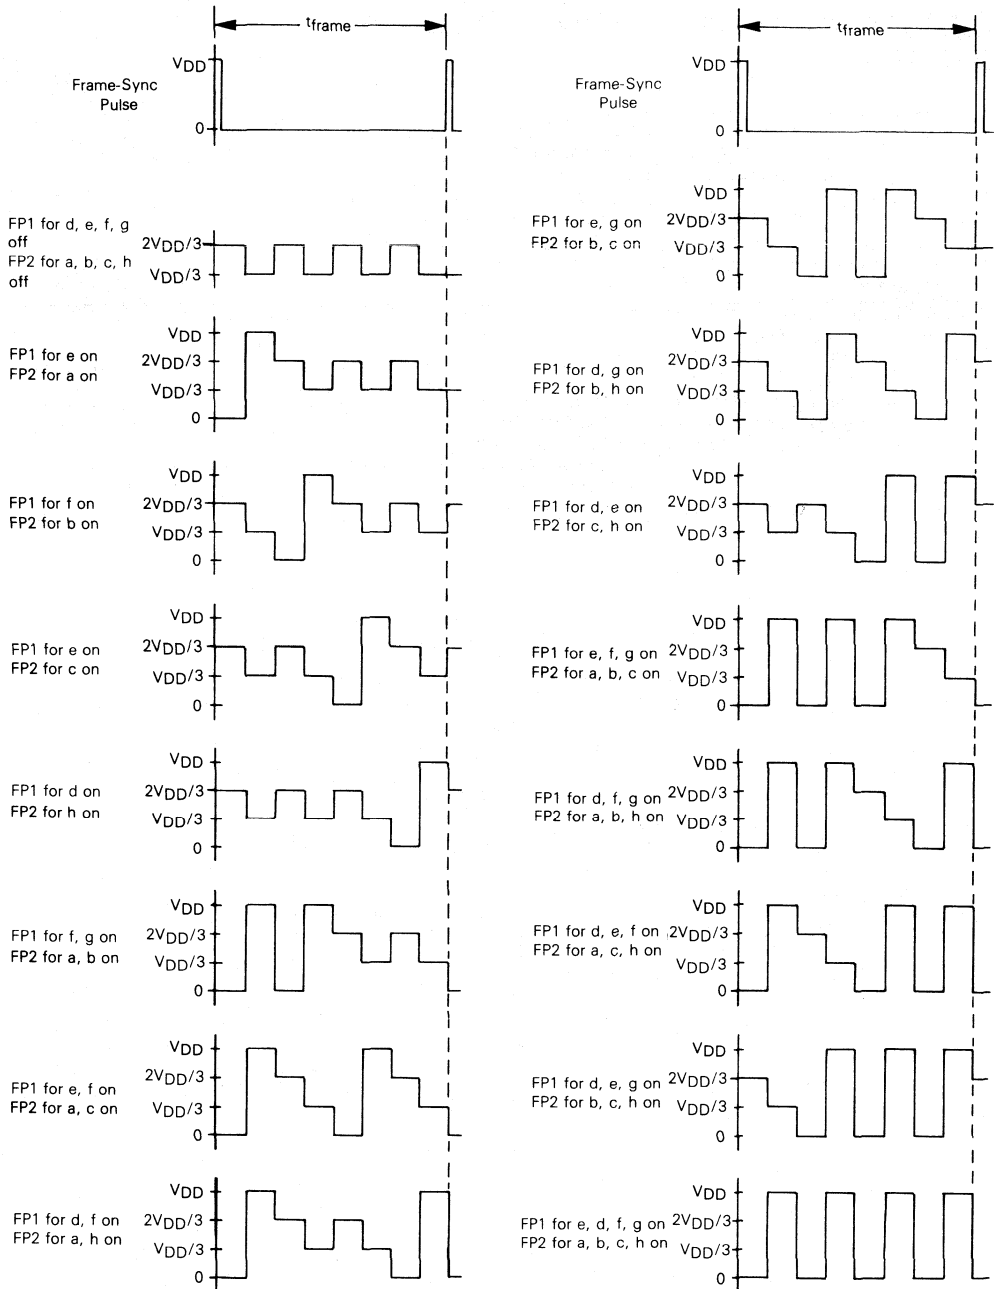 tframe
VDD
Frame-Sync
Pulse
0
FP1 for d, e, f, g
off
FP2 for a, b, c, h
off
2VDD/3
VDD/3
VDD
FP1 for e on
FP2 for a on
2VDD/3
VDD/3
0
VDD
FP1 for f on
FP2 for b on
2VDD/3
VDD/3
0
VDD
FP1 for e on
FP2 for c on
2VDD/3
VDD/3
0
VDD
FP1 for d on
FP2 for h on
2VDD/3
VDD/3
0
VDD
FP1 for f, g on
FP2 for a, b on
2VDD/3
VDD/3
0
VDD
FP1 for e, f on
FP2 for a, c on
2VDD/3
VDD/3
0
VDD
FP1 for d, f on
FP2 for a, h on
2VDD/3
VDD/3
0
tframe
VDD
Frame-Sync
Pulse
0
VDD
FP1 for e, g on
FP2 for b, c on
2VDD/3
VDD/3
0
VDD
FP1 for d, g on
FP2 for b, h on
2VDD/3
VDD/3
0
VDD
FP1 for d, e on
FP2 for c, h on
2VDD/3
VDD/3
0
VDD
FP1 for e, f, g on
FP2 for a, b, c on
2VDD/3
VDD/3
0
VDD
FP1 for d, f, g on
FP2 for a, b, h on
2VDD/3
VDD/3
0
VDD
FP1 for d, e, f on
FP2 for a, c, h on
2VDD/3
VDD/3
0
VDD
FP1 for d, e, g on
FP2 for b, c, h on
2VDD/3
VDD/3
0
VDD
FP1 for e, d, f, g on
FP2 for a, b, c, h on
2VDD/3
VDD/3
0